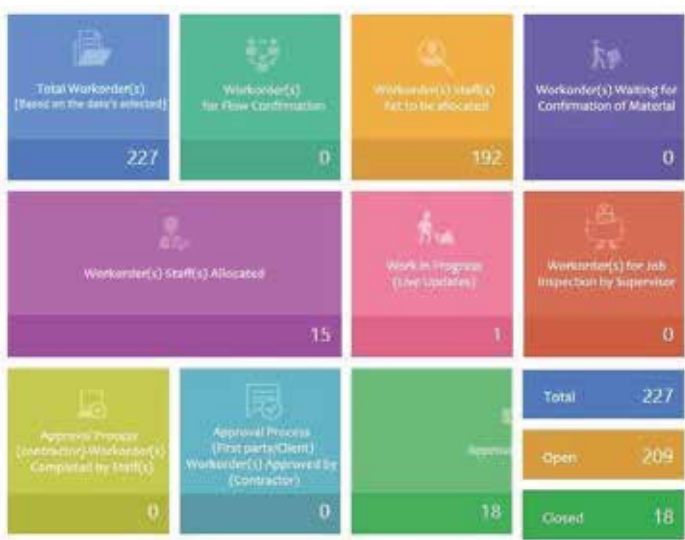 Total Workorder(s)
(Based on the date's selected)
227
Workorder(s)
for Flow Confirmation
0
Workorder(s) Staff(s)
Yet to be allocated
192
Workorder(s) Waiting for
Confirmation of Material
0
Workorder(s) Staff(s) Allocated
15
Work in Progress
(Live Updates)
1
Workorder(s) for Job
Inspection by Supervisor
0
Approval Process
(contractor)-Workorder(s)
Completed by Staff(s)
0
Approval Process
(First party/Client)
Workorder(s) Approved by
(Contractor)
0
18
Total 227
Open 209
Closed 18